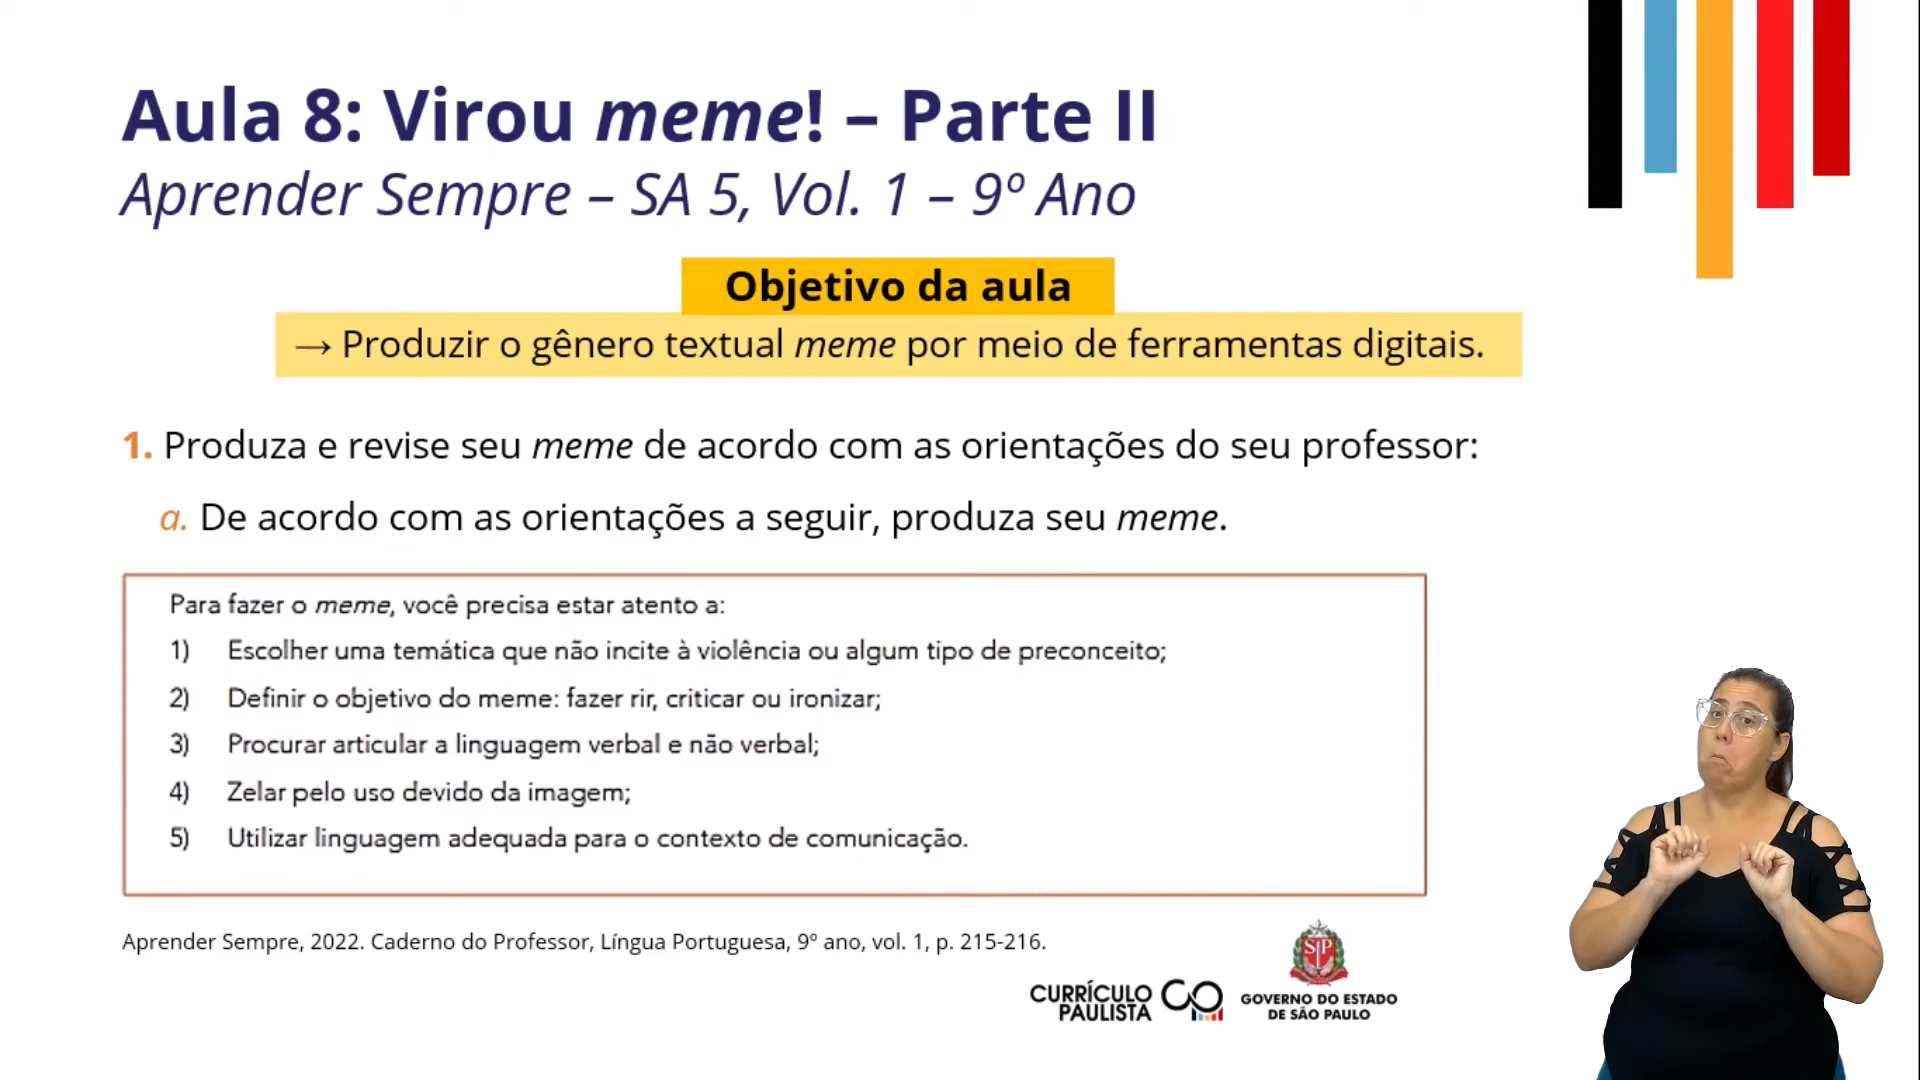 Aula 8: Virou meme! – Parte II
Aprender Sempre – SA 5, Vol. 1 – 9º Ano
Objetivo da aula
→ Produzir o gênero textual meme por meio de ferramentas digitais.
1. Produza e revise seu meme de acordo com as orientações do seu professor:
a. De acordo com as orientações a seguir, produza seu meme.
Para fazer o meme, você precisa estar atento a:
1) Escolher uma temática que não incite à violência ou algum tipo de preconceito;
2) Definir o objetivo do meme: fazer rir, criticar ou ironizar;
3) Procurar articular a linguagem verbal e não verbal;
4) Zelar pelo uso devido da imagem;
5) Utilizar linguagem adequada para o contexto de comunicação.
Aprender Sempre, 2022. Caderno do Professor, Língua Portuguesa, 9º ano, vol. 1, p. 215-216.
CURRÍCULO
PAULISTA
SP
GOVERNO DO ESTADO
DE SÃO PAULO